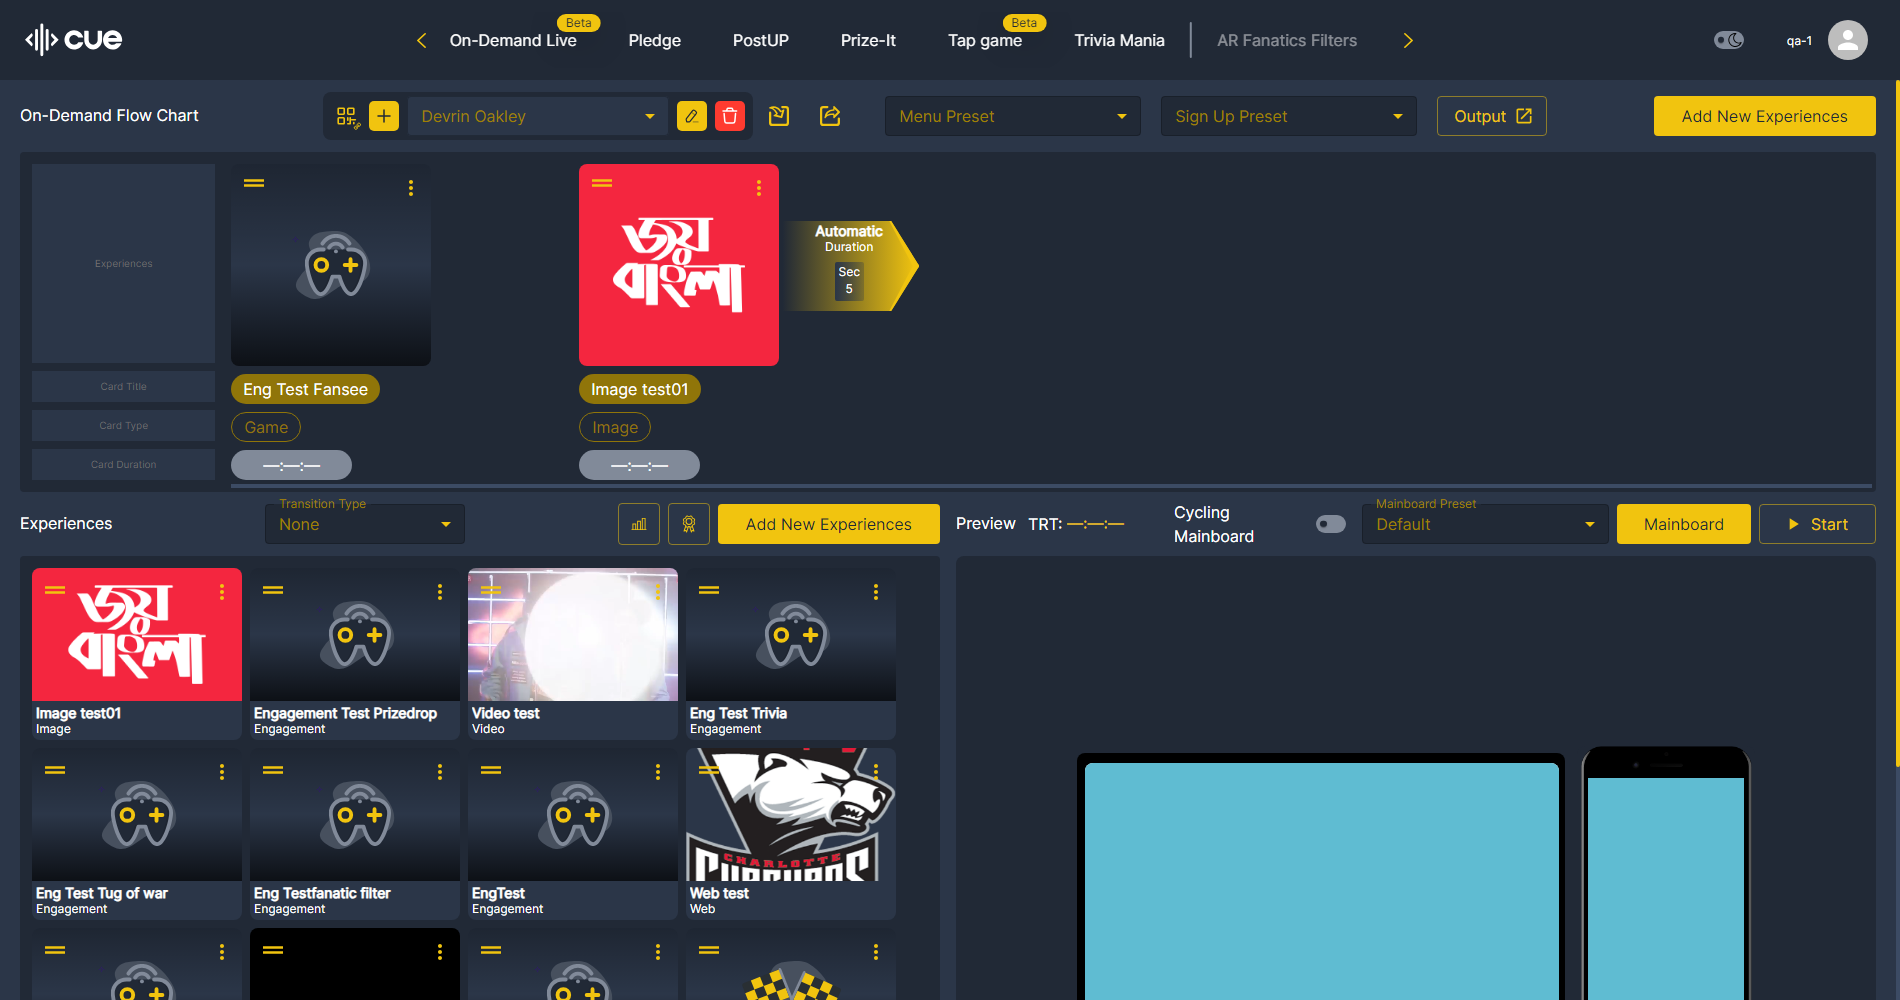 cue
On-Demand Live
Beta
Pledge
PostUP
Prize-It
Tap game
Beta
Trivia Mania
AR Fanatics Filters
qa-1
On-Demand Flow Chart
Devrin Oakley
Menu Preset
Sign Up Preset
Output
Add New Experiences
Experiences
Card Title
Card Type
Card Duration
Eng Test Fansee
Game
—:—:—
জয়
বাংলা
Image test01
Image
—:—:—
Automatic
Duration
Sec
5
Experiences
Transition Type
None
Add New Experiences
Preview
TRT: —:—:—
Cycling
Mainboard
Mainboard Preset
Default
Mainboard
Start
জয়
বাংলা
Image test01
Image
Engagement Test Prizedrop
Engagement
Video test
Video
Eng Test Trivia
Engagement
Eng Test Tug of war
Engagement
Eng Testfanatic filter
Engagement
EngTest
Engagement
CHARLOTTE
Web test
Web